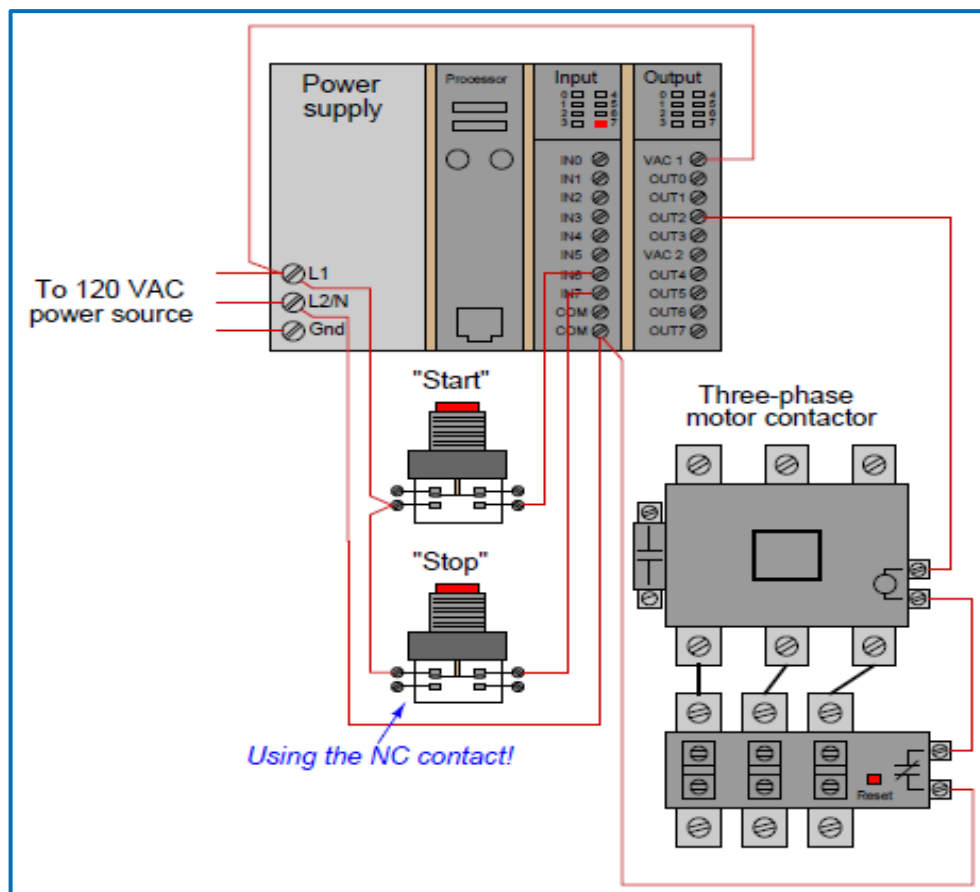 Power
supply
Processor
Input
Output
0 4
1 5
2 6
3 7
0 4
1 5
2 6
3 7
IN0
IN1
IN2
IN3
IN4
IN5
IN6
IN7
COM
COM
VAC 1
OUT0
OUT1
OUT2
OUT3
VAC 2
OUT4
OUT5
OUT6
OUT7
To 120 VAC
power source
L1
L2/N
Gnd
"Start"
Three-phase
motor contactor
"Stop"
Using the NC contact!
Reset